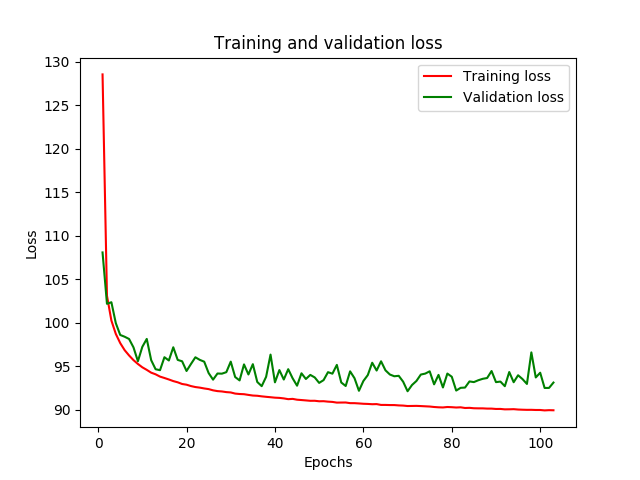 Training and validation loss
Training loss
Validation loss
130
125
120
115
110
105
100
95
90
Loss
0 20 40 60 80 100
Epochs